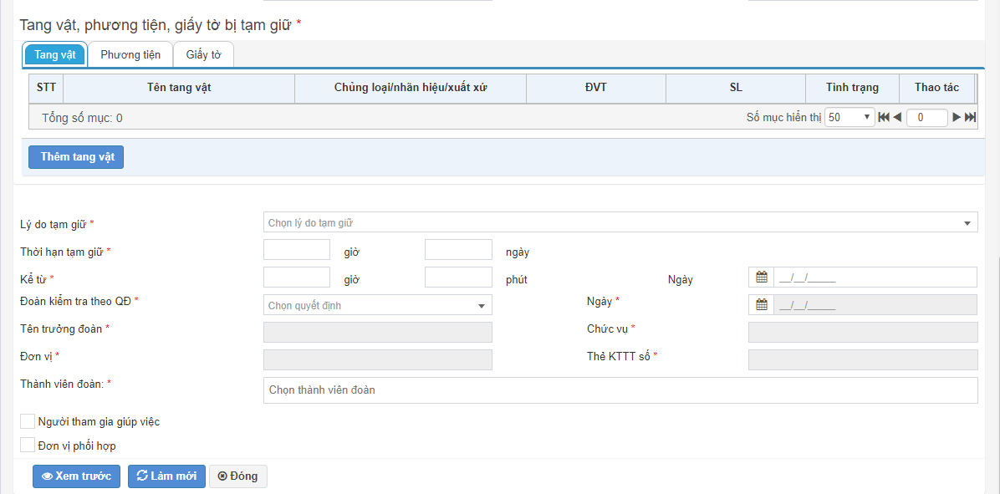 Tang vật, phương tiện, giấy tờ bị tạm giữ *
Tang vật Phương tiện Giấy tờ
STT Tên tang vật Chủng loại/nhãn hiệu/xuất xứ ĐVT SL Tình trạng Thao tác
Tổng số mục: 0 Số mục hiển thị 50 0
Thêm tang vật
Lý do tạm giữ * Chọn lý do tạm giữ
Thời hạn tạm giữ * giờ ngày
Kể từ * giờ phút Ngày __/__/_____
Đoàn kiểm tra theo QĐ * Chọn quyết định Ngày * __/__/_____
Tên trưởng đoàn * Chức vụ *
Đơn vị * Thẻ KTTT số *
Thành viên đoàn: * Chọn thành viên đoàn
Người tham gia giúp việc
Đơn vị phối hợp
Xem trước Làm mới Đóng